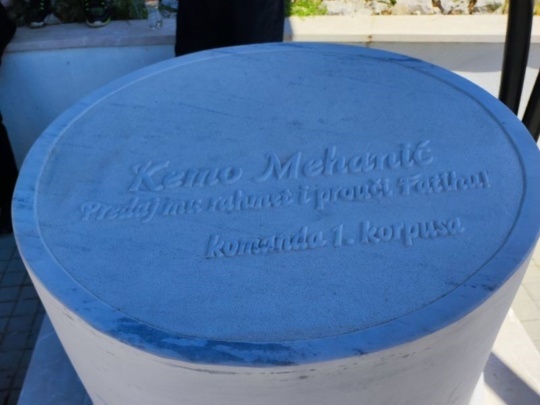 Kemo Mehanić
Predaj mu rahmet i prouči Fatihu!
komanda 1. korpusa